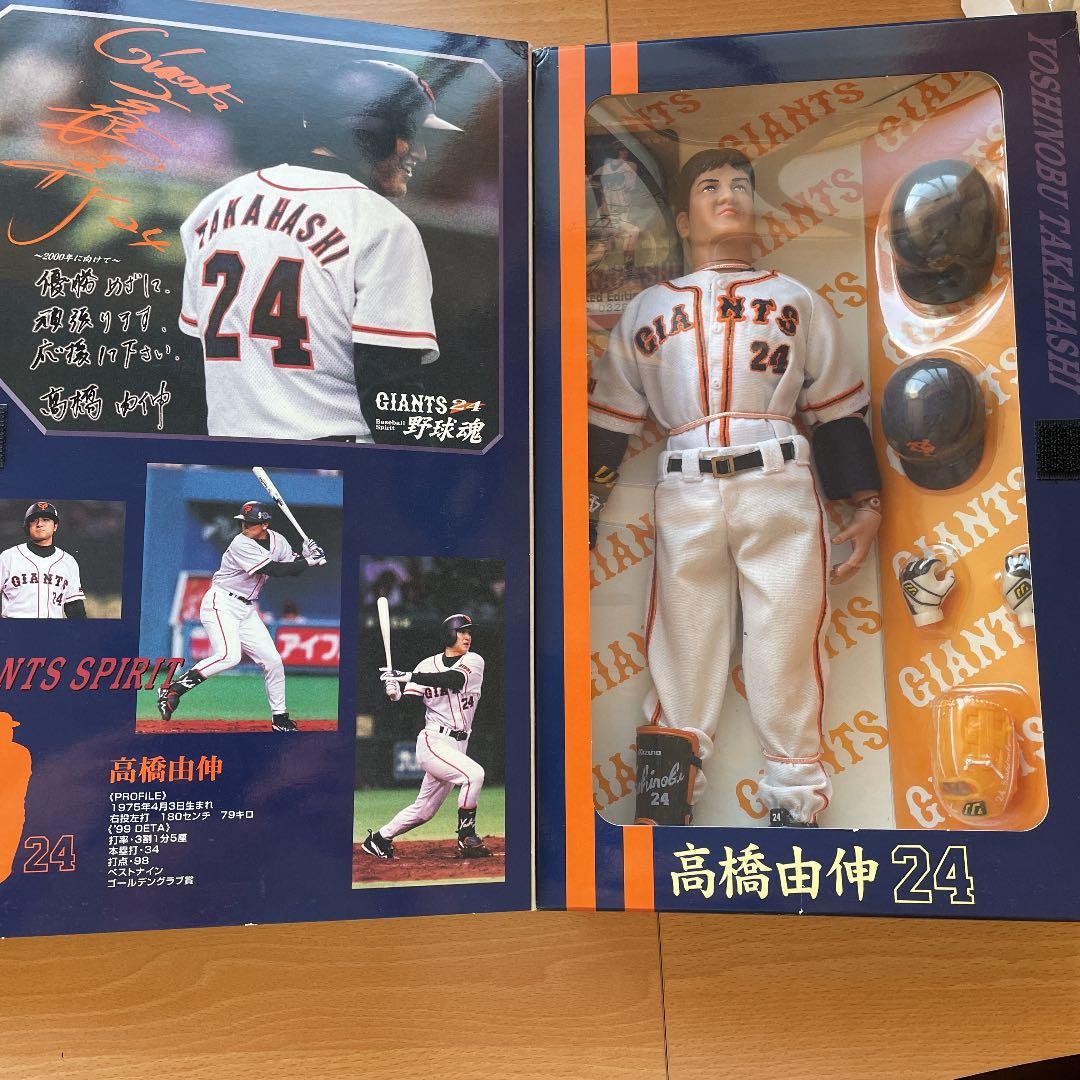 Giants
24
～2000年に向けて～
優勝めざして、
頑張ります、
応援して下さい。
高橋由伸
TAKAHASHI
24
GIANTS 24
Baseball Spirit 野球魂
GIANTS
24
アイフ
GIANTS
24
NTS SPIRIT
高橋由伸
《PROFILE》
1975年4月3日生まれ
右投左打 180センチ 79キロ
《'99 DETA》
打率・3割1分5厘
本塁打・34
打点・98
ベストナイン
ゴールデングラブ賞
24
YOSHINOBU TAKAHASHI
GIANTS
GIANTS
GIANTS
GIANTS
GIANTS
24
GIANTS
GIANTS
GIANTS
mizuno
24
24
高橋由伸 24